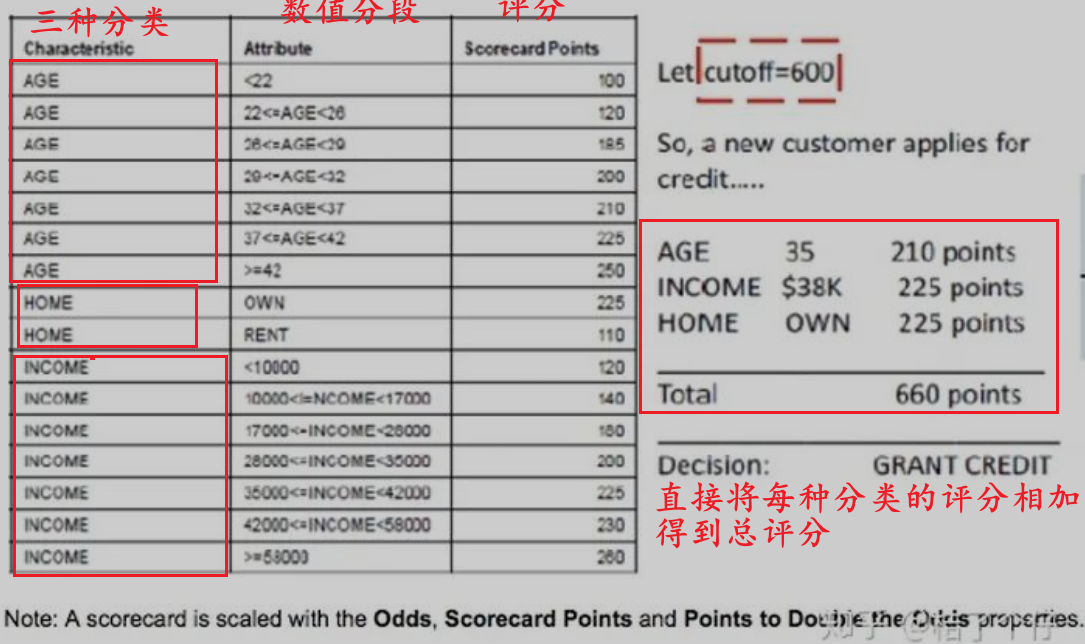 三种分类 数值分段 评分
Characteristic Attribute Scorecard Points
AGE <22 100
AGE 22<=AGE<26 120
AGE 26<=AGE<29 185
AGE 29<=AGE<32 200
AGE 32<=AGE<37 210
AGE 37<=AGE<42 225
AGE >=42 250
HOME OWN 225
HOME RENT 110
INCOME <10000 120
INCOME 10000<I=NCOME<17000 140
INCOME 17000<=INCOME<28000 180
INCOME 28000<=INCOME<35000 200
INCOME 35000<=INCOME<42000 225
INCOME 42000<=INCOME<58000 230
INCOME >=58000 260
Let cutoff=600
So, a new customer applies for
credit.....
AGE 35 210 points
INCOME $38K 225 points
HOME OWN 225 points
Total 660 points
Decision: GRANT CREDIT
直接将每种分类的评分相加
得到总评分
Note: A scorecard is scaled with the Odds, Scorecard Points and Points to Double the Odds properties.
知乎